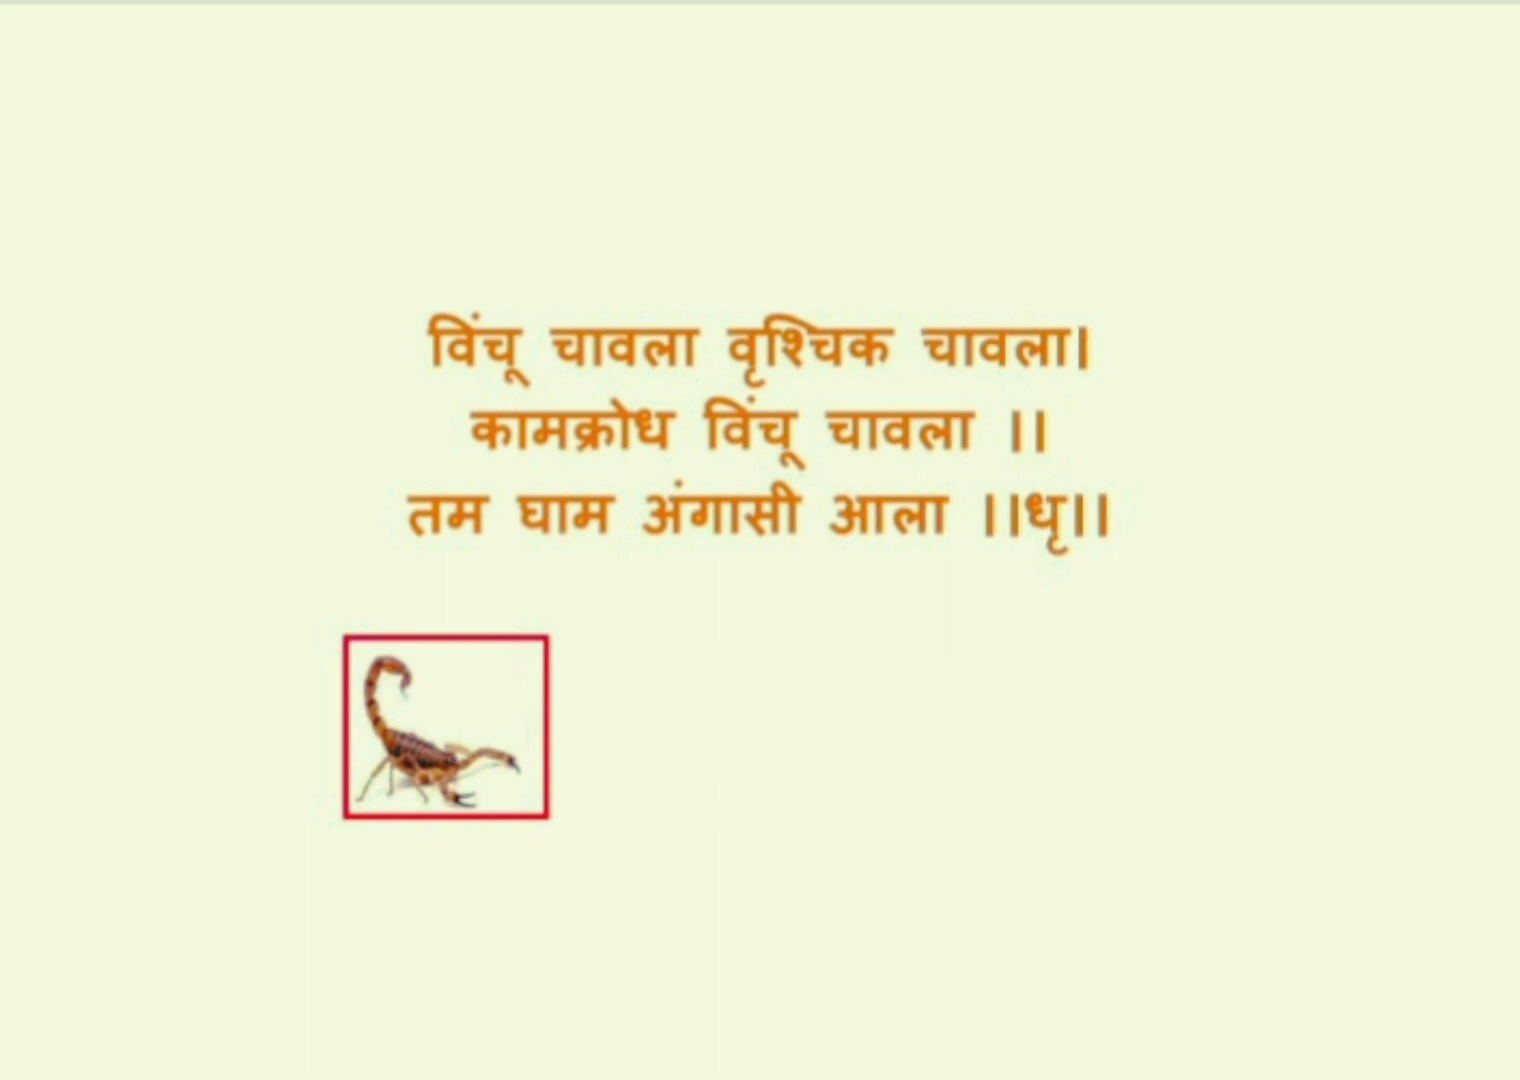 विंचू चावला वृश्चिक चावला।
कामक्रोध विंचू चावला ।।
तम घाम अंगासी आला ।।धृ।।